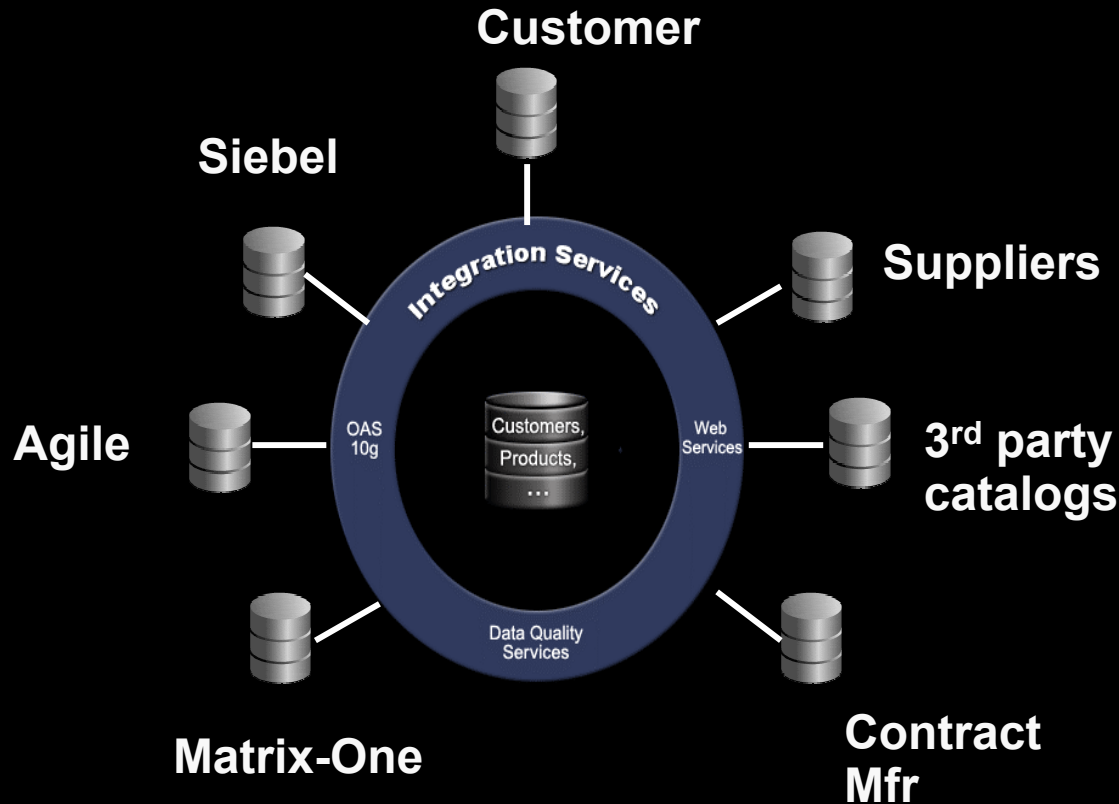 Customer
Siebel
Integration Services
Suppliers
Customers,
Products,
...
OAS
10g
Web
Services
Agile
3rd party
catalogs
Data Quality
Services
Matrix-One
Contract
Mfr